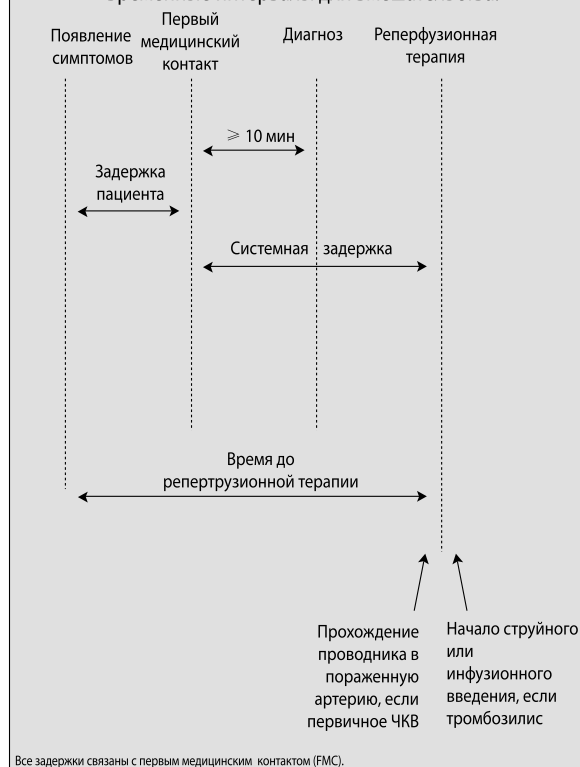 Появление
симптомов
Первый
медицинский
контакт
Диагноз
Реперфузионная
терапия
⩾ 10 мин
Задержка
пациента
Системная задержка
Время до
репертрузионной терапии
Прохождение
проводника в
пораженную
артерию, если
первичное ЧКВ
Начало струйного
или
инфузионного
введения, если
тромбозилис
Все задержки связаны с первым медицинским контактом (FMC).